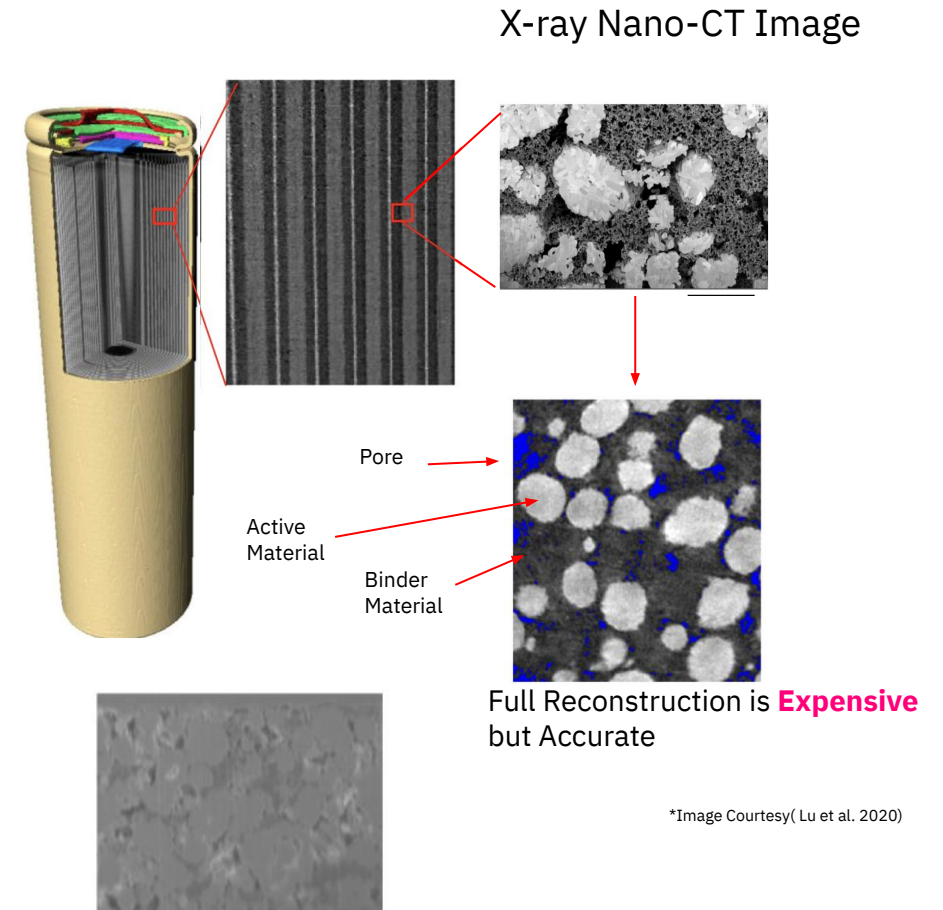 X-ray Nano-CT Image
Pore
Active
Material
Binder
Material
Full Reconstruction is Expensive
but Accurate
*Image Courtesy( Lu et al. 2020)